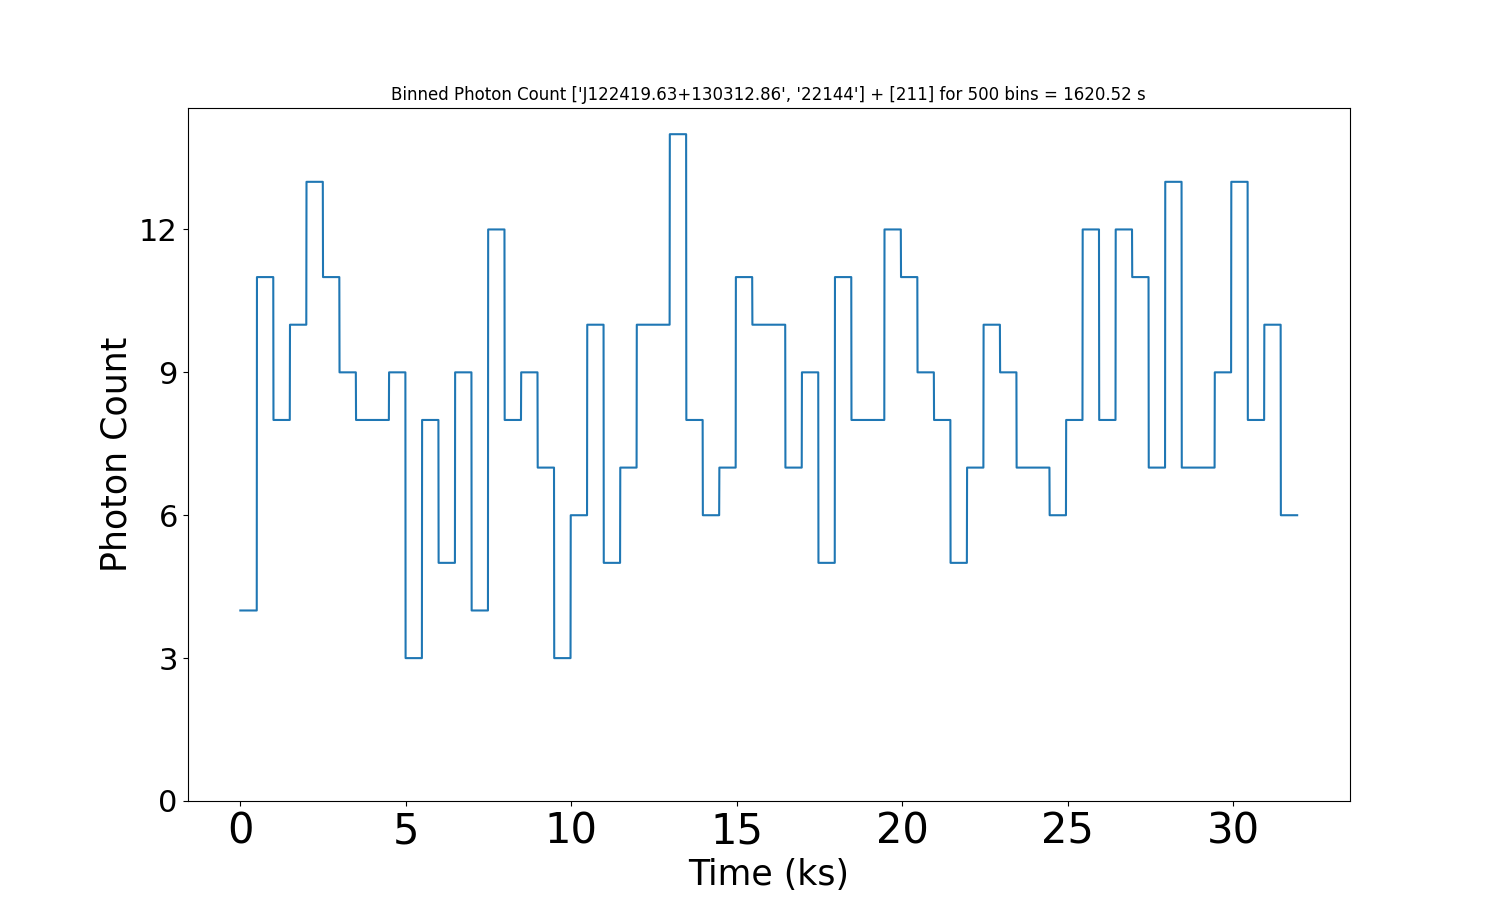 Binned Photon Count ['J122419.63+130312.86', '22144'] + [211] for 500 bins = 1620.52 s
12
9
6
3
0
Photon Count
0 5 10 15 20 25 30
Time (ks)